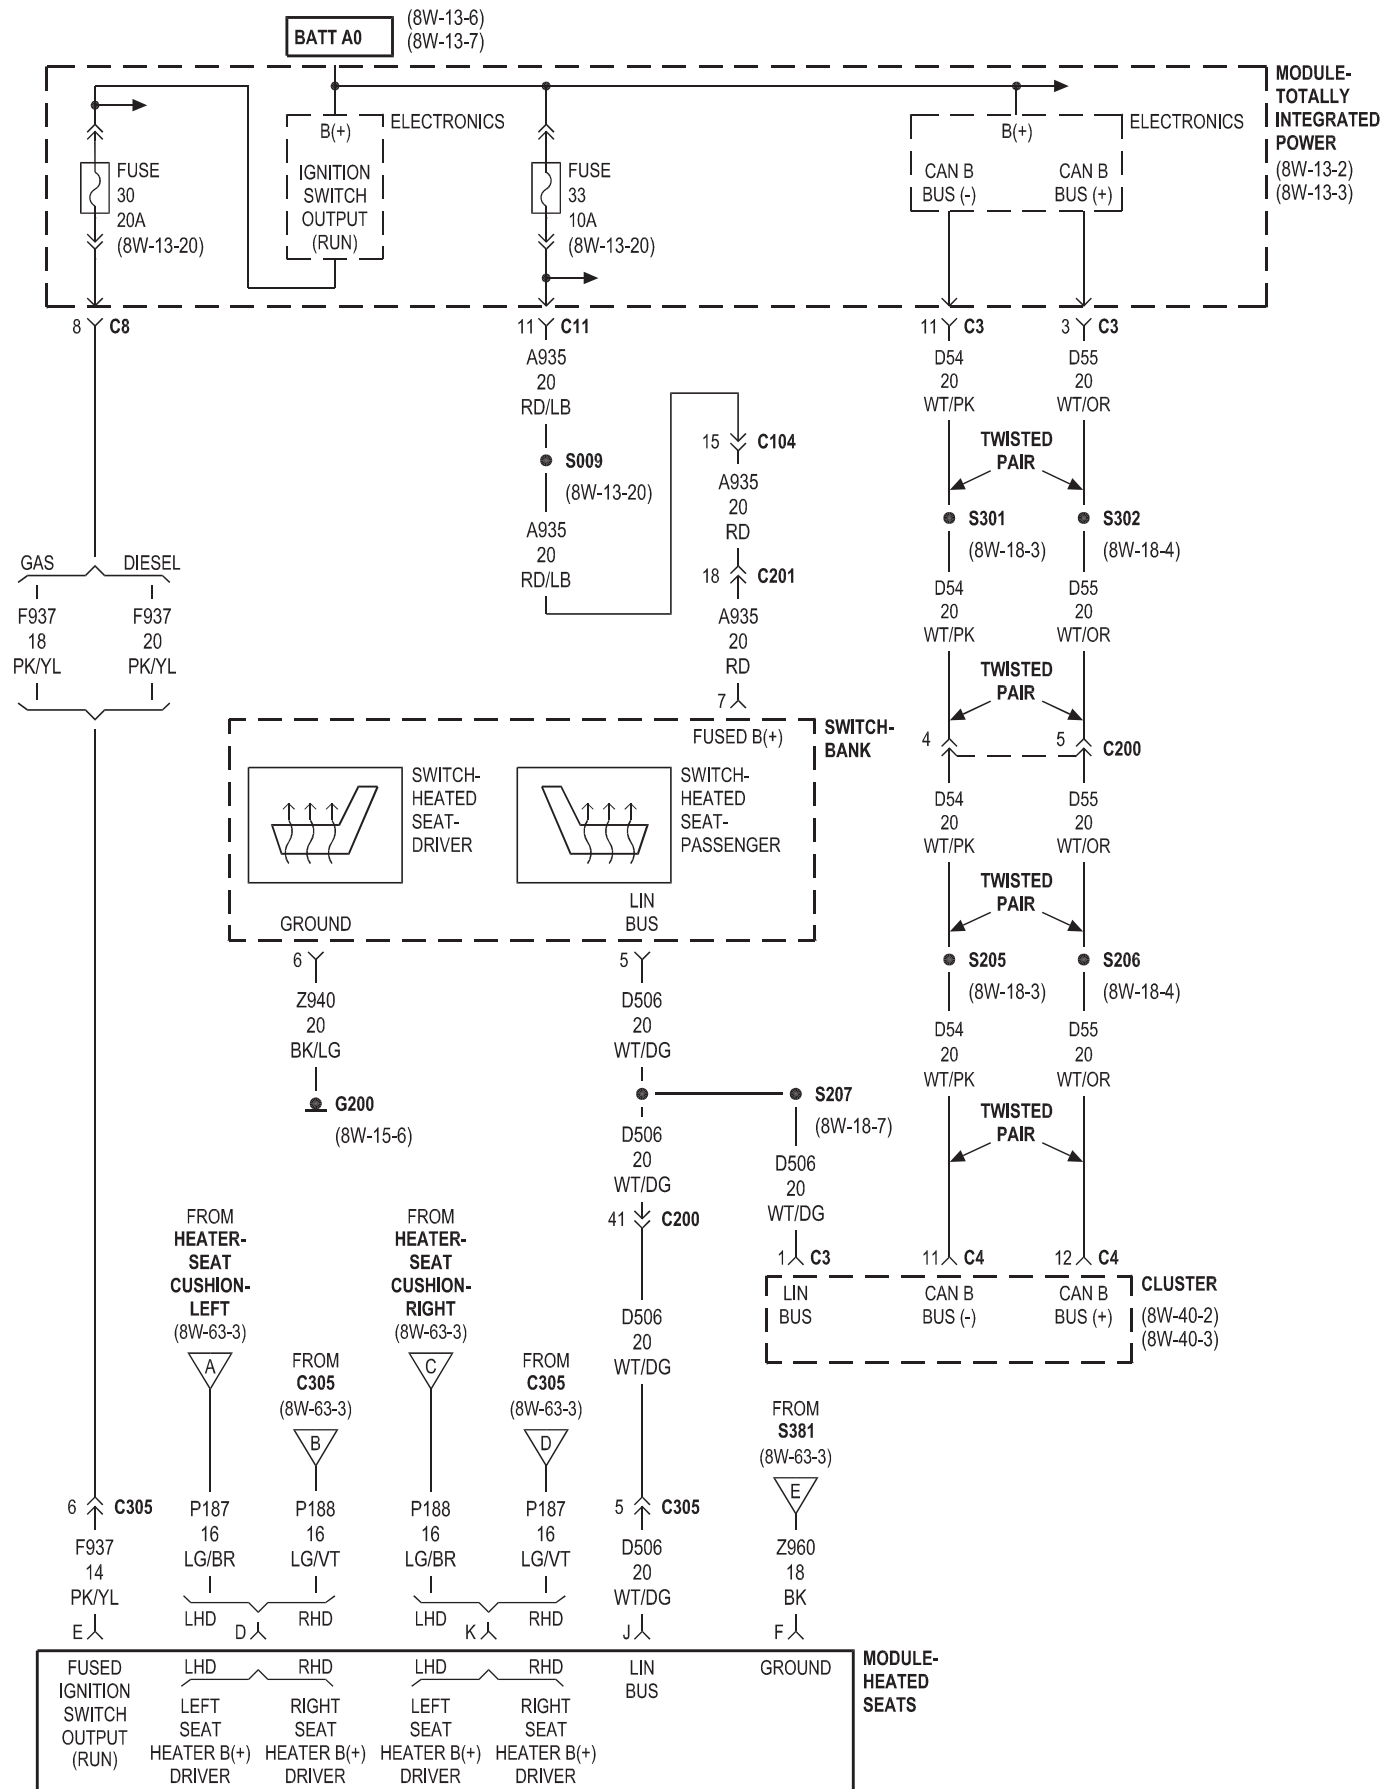 BATT A0
(8W-13-6)
(8W-13-7)
MODULE-
TOTALLY
INTEGRATED
POWER
(8W-13-2)
(8W-13-3)
FUSE
30
20A
(8W-13-20)
B(+)
ELECTRONICS
IGNITION
SWITCH
OUTPUT
(RUN)
FUSE
33
10A
(8W-13-20)
B(+)
ELECTRONICS
CAN B
BUS (-)
CAN B
BUS (+)
8 C8
11 C11
11 C3
3 C3
A935
20
RD/LB
D54
20
WT/PK
D55
20
WT/OR
TWISTED
PAIR
S009
(8W-13-20)
15 C104
A935
20
RD
A935
20
RD/LB
S301
(8W-18-3)
S302
(8W-18-4)
18 C201
GAS
DIESEL
F937
18
PK/YL
F937
20
PK/YL
A935
20
RD
D54
20
WT/PK
D55
20
WT/OR
TWISTED
PAIR
7
FUSED B(+)
SWITCH-
BANK
4
5
C200
SWITCH-
HEATED
SEAT-
DRIVER
SWITCH-
HEATED
SEAT-
PASSENGER
D54
20
WT/PK
D55
20
WT/OR
TWISTED
PAIR
GROUND
LIN
BUS
6
5
S205
(8W-18-3)
S206
(8W-18-4)
Z940
20
BK/LG
D506
20
WT/DG
D54
20
WT/PK
D55
20
WT/OR
G200
(8W-15-6)
S207
(8W-18-7)
TWISTED
PAIR
D506
20
WT/DG
D506
20
WT/DG
41 C200
1 C3
11 C4
12 C4
LIN
BUS
CAN B
BUS (-)
CAN B
BUS (+)
CLUSTER
(8W-40-2)
(8W-40-3)
FROM
HEATER-
SEAT
CUSHION-
LEFT
(8W-63-3)
A
FROM
C305
(8W-63-3)
B
FROM
HEATER-
SEAT
CUSHION-
RIGHT
(8W-63-3)
C
FROM
C305
(8W-63-3)
D
D506
20
WT/DG
FROM
S381
(8W-63-3)
E
6 C305
5 C305
F937
14
PK/YL
P187
16
LG/BR
P188
16
LG/VT
P188
16
LG/BR
P187
16
LG/VT
D506
20
WT/DG
Z960
18
BK
E
LHD
D
RHD
LHD
K
RHD
J
F
MODULE-
HEATED
SEATS
FUSED
IGNITION
SWITCH
OUTPUT
(RUN)
LHD
LEFT
SEAT
HEATER B(+)
DRIVER
RHD
RIGHT
SEAT
HEATER B(+)
DRIVER
LHD
LEFT
SEAT
HEATER B(+)
DRIVER
RHD
RIGHT
SEAT
HEATER B(+)
DRIVER
LIN
BUS
GROUND